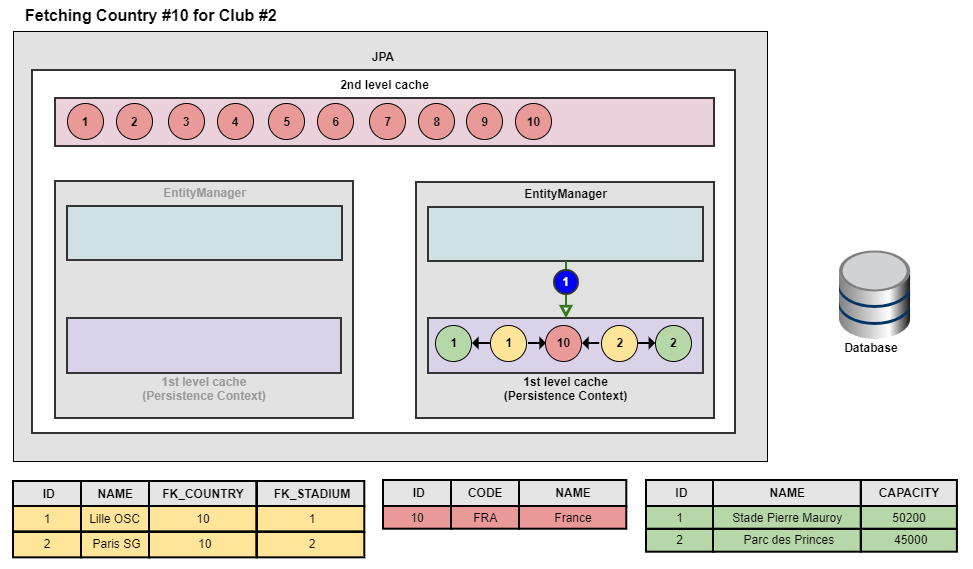 Fetching Country #10 for Club #2
JPA
2nd level cache
1 2 3 4 5 6 7 8 9 10
EntityManager
EntityManager
1
1 1 10 2 2
1st level cache
(Persistence Context)
1st level cache
(Persistence Context)
Database
ID NAME FK_COUNTRY FK_STADIUM
1 Lille OSC 10 1
2 Paris SG 10 2
ID CODE NAME
10 FRA France
ID NAME CAPACITY
1 Stade Pierre Mauroy 50200
2 Parc des Princes 45000